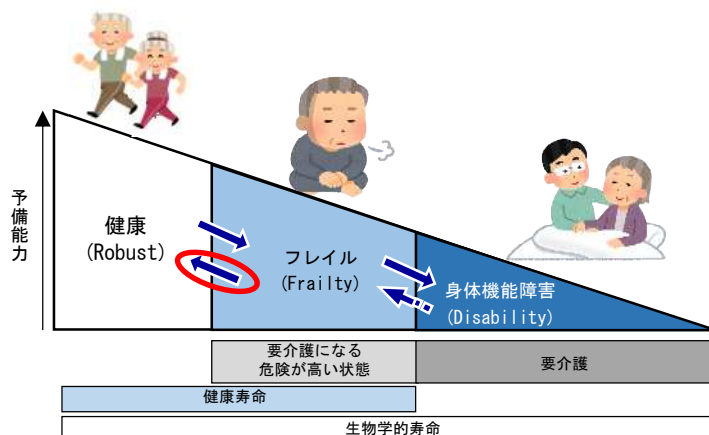 予備能力
健康
(Robust)
フレイル
(Frailty)
身体機能障害
(Disability)
要介護になる
危険が高い状態
要介護
健康寿命
生物学的寿命